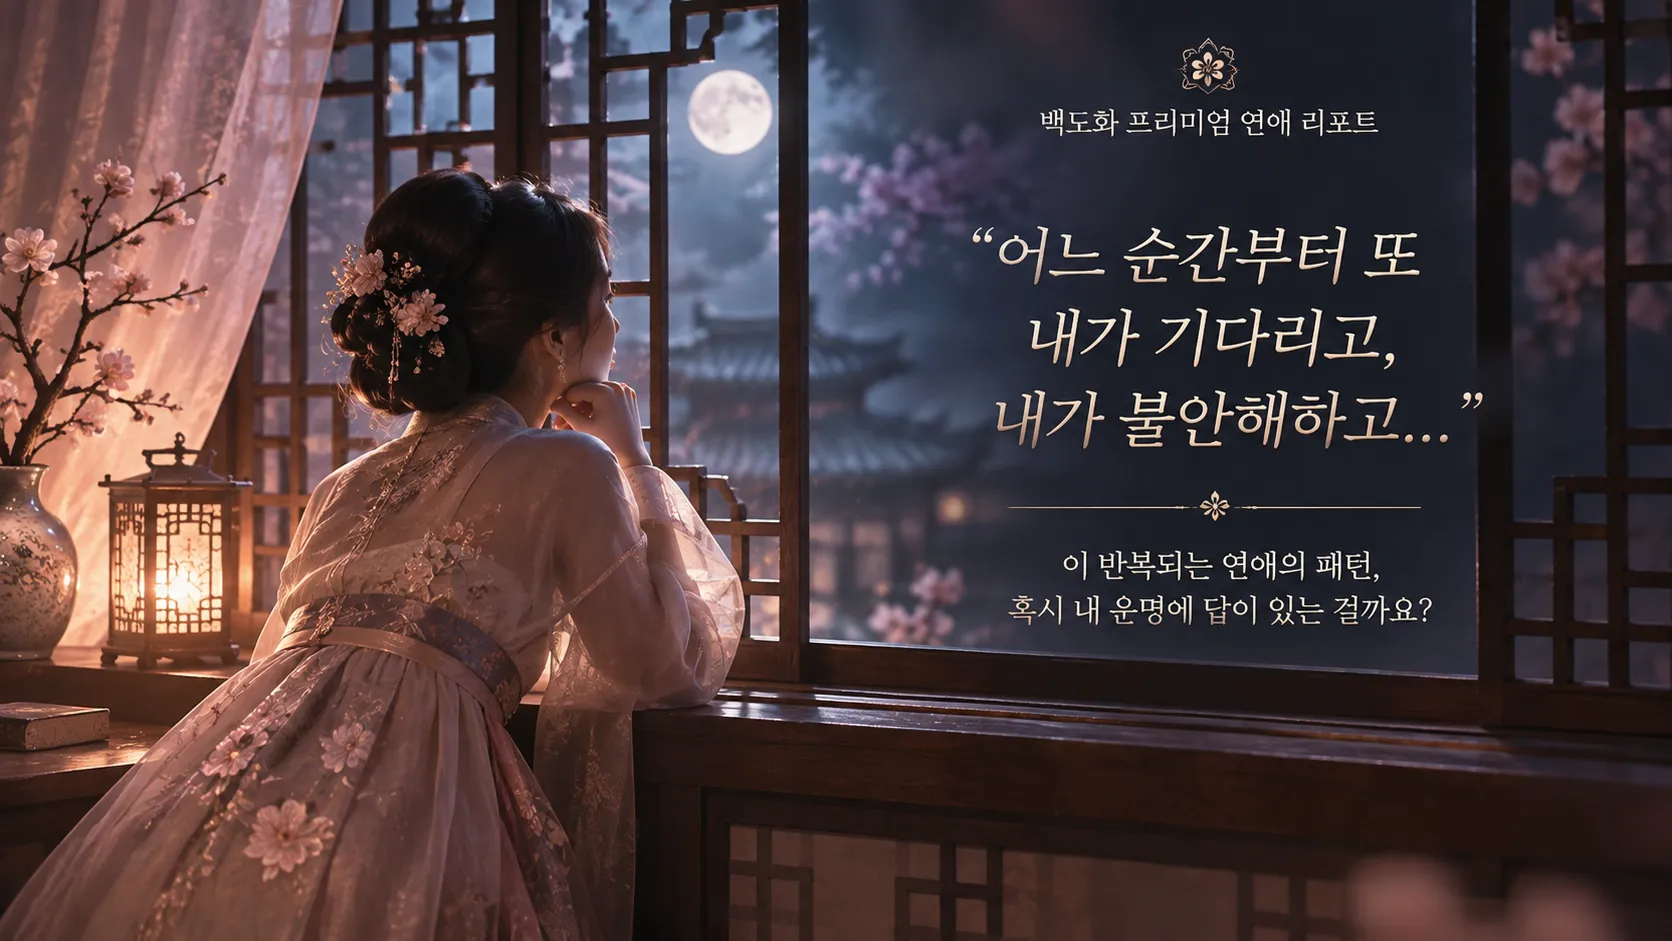 백도화 프리미엄 연애 리포트
“어느 순간부터 또
내가 기다리고,
내가 불안해하고...”
이 반복되는 연애의 패턴,
혹시 내 운명에 답이 있는 걸까요?